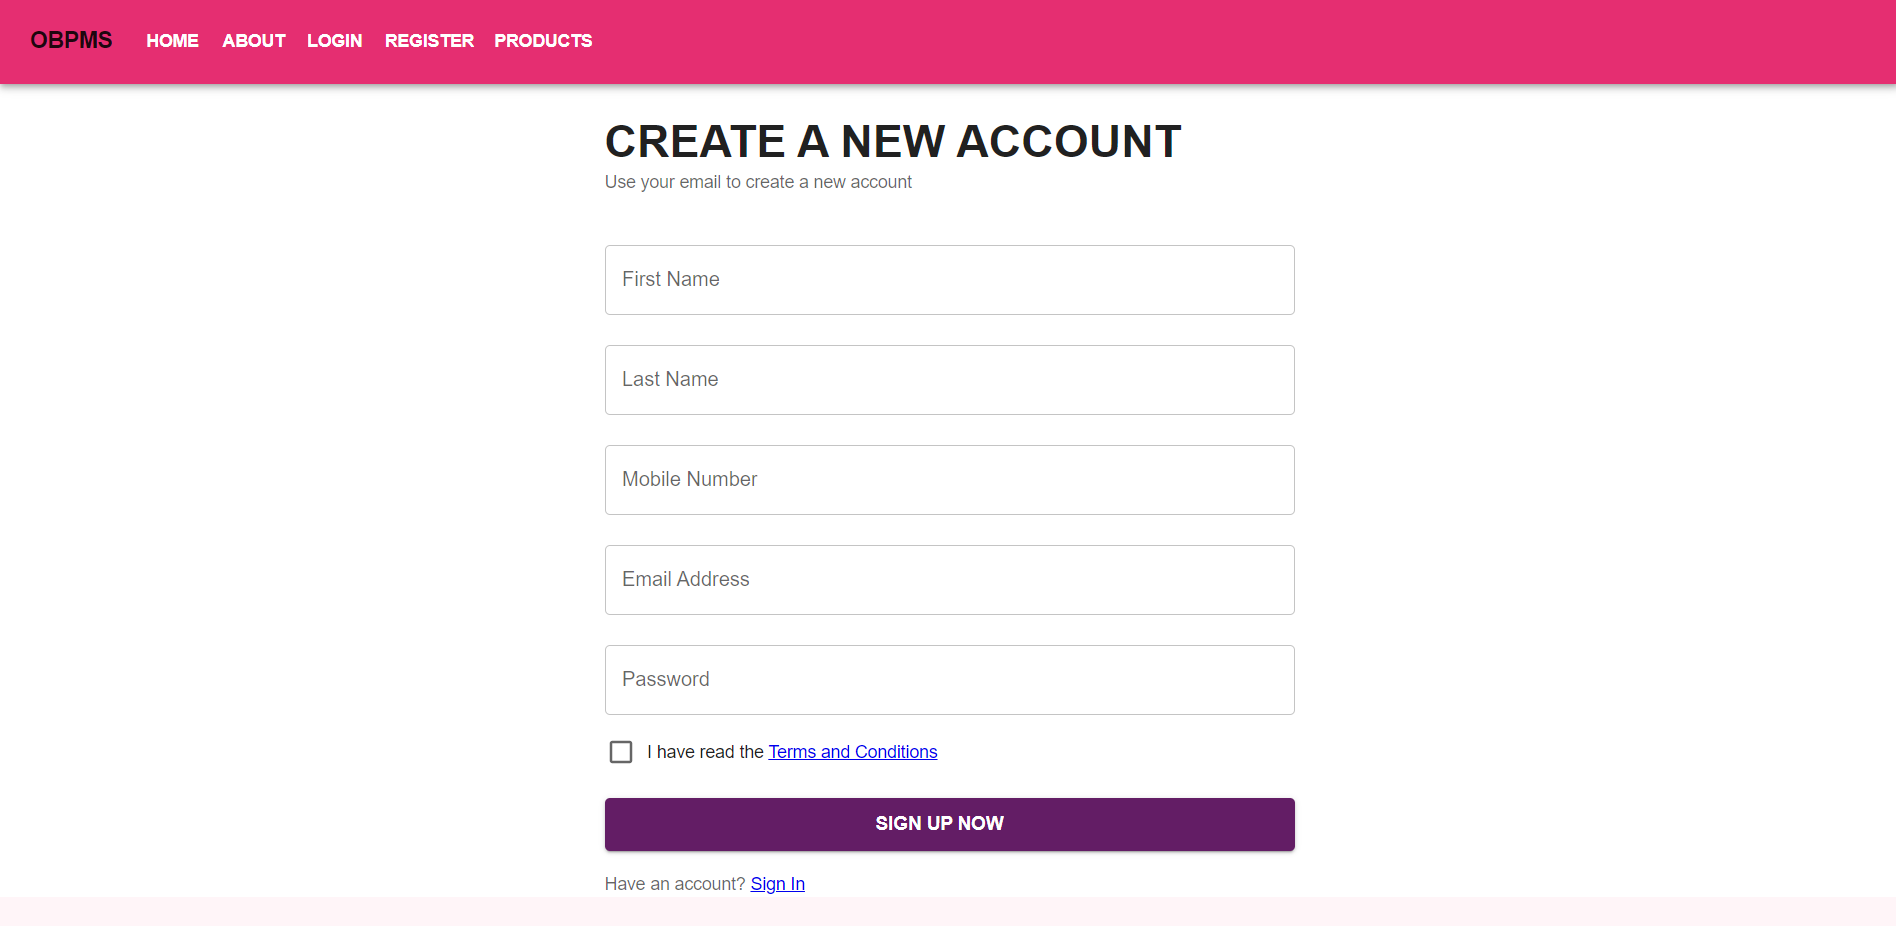 OBPMS HOME ABOUT LOGIN REGISTER PRODUCTS
CREATE A NEW ACCOUNT
Use your email to create a new account
First Name
Last Name
Mobile Number
Email Address
Password
I have read the Terms and Conditions
SIGN UP NOW
Have an account? Sign In